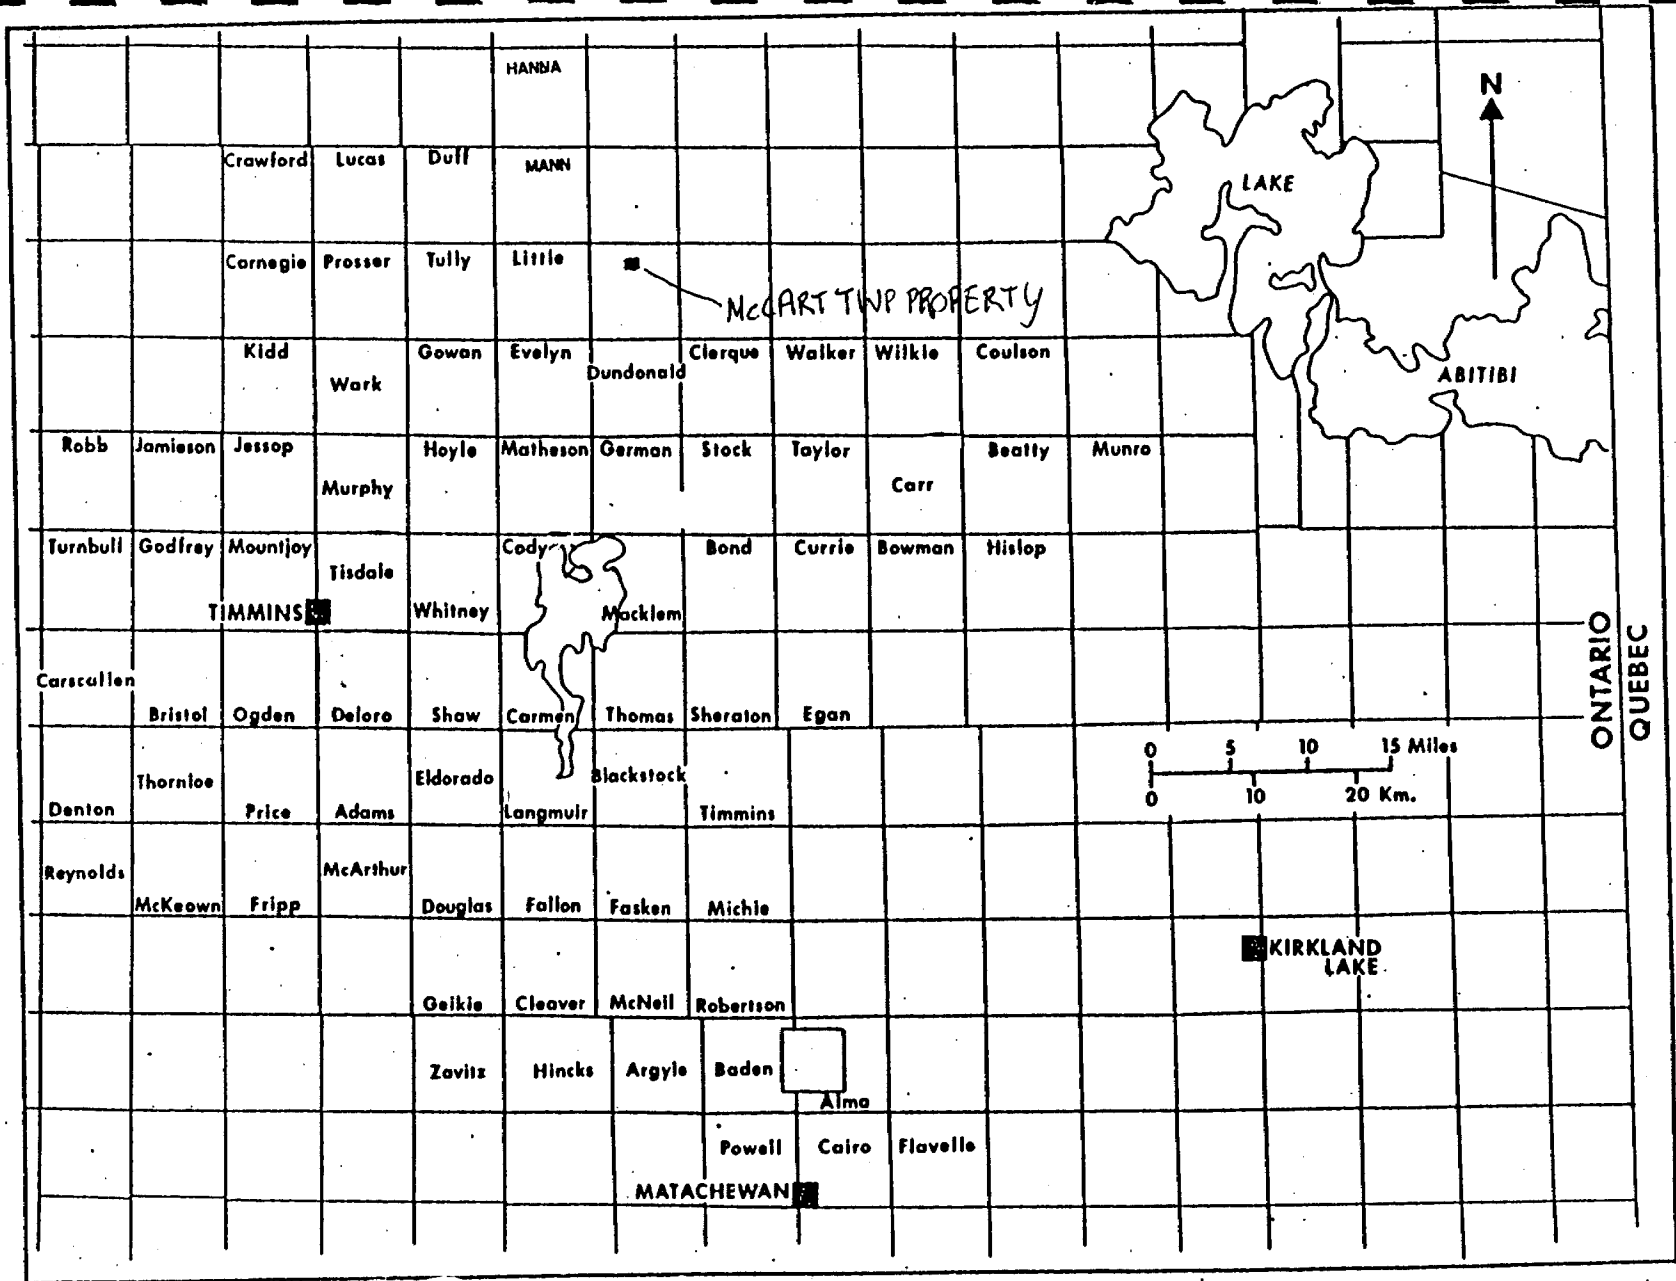 HANNA
N
Crawford Lucas Duff MANN
LAKE
Carnegie Prosser Tully Little
McCART TWP PROPERTY
Kidd Gowan Evelyn Clerque Walker Wilkie Coulson
Dundonald
Wark
ABITIBI
Robb Jamieson Jessop Hoyle Matheson German Stock Taylor Beatty Munro
Murphy Carr
Turnbull Godfrey Mountjoy Cody Bond Currie Bowman Hislop
Tisdale
TIMMINS Whitney Macklem
ONTARIO
QUEBEC
Carscallen
Bristol Ogden Deloro Shaw Carmen Thomas Sheraton Egan
0 5 10 15 Miles
0 10 20 Km.
Thornloe Eldorado Blackstock
Denton Price Adams Langmuir Timmins
Reynolds McArthur
McKeown Fripp Douglas Fallon Fasken Michie
KIRKLAND
LAKE
Geikie Cleaver McNeil Robertson
Zavitz Hincks Argyle Baden
Alma
Powell Cairo Flavelle
MATACHEWAN